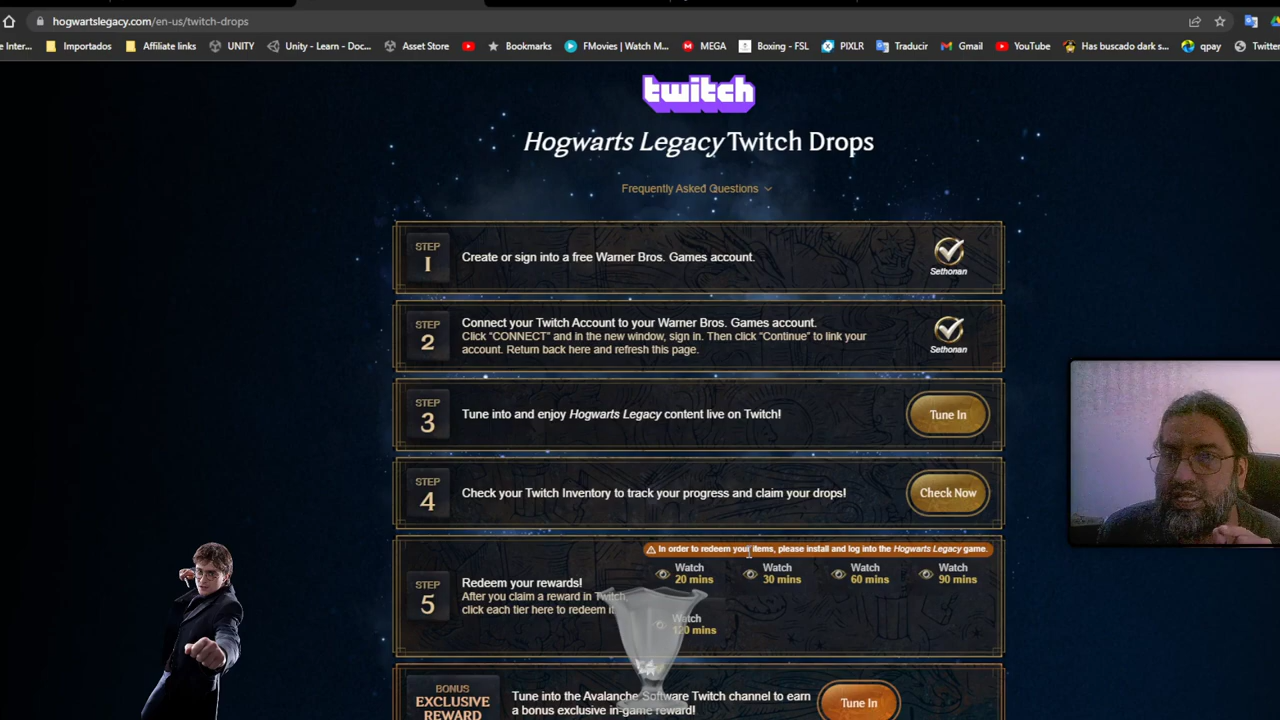 hogwartslegacy.com/en-us/twitch-drops
Importados
Affiliate links
UNITY
Unity - Learn - Doc...
Asset Store
Bookmarks
FMovies | Watch M...
MEGA
Boxing - FSL
PIXLR
Traducir
Gmail
YouTube
Has buscado dark s...
qpay
twitch
Hogwarts Legacy Twitch Drops
Frequently Asked Questions
STEP
1
Create or sign into a free Warner Bros. Games account.
Sethonan
STEP
2
Connect your Twitch Account to your Warner Bros. Games account.
Click "CONNECT" and in the new window, sign in. Then click "Continue" to link your
account. Return back here and refresh this page.
Sethonan
STEP
3
Tune into and enjoy Hogwarts Legacy content live on Twitch!
Tune In
STEP
4
Check your Twitch Inventory to track your progress and claim your drops!
Check Now
In order to redeem your items, please install and log into the Hogwarts Legacy game.
STEP
5
Redeem your rewards!
After you claim a reward in Twitch,
click each tier here to redeem it.
Watch
20 mins
Watch
30 mins
Watch
60 mins
Watch
90 mins
Watch
120 mins
BONUS
EXCLUSIVE
REWARD
Tune into the Avalanche Software Twitch channel to earn
a bonus exclusive in-game reward!
Tune In